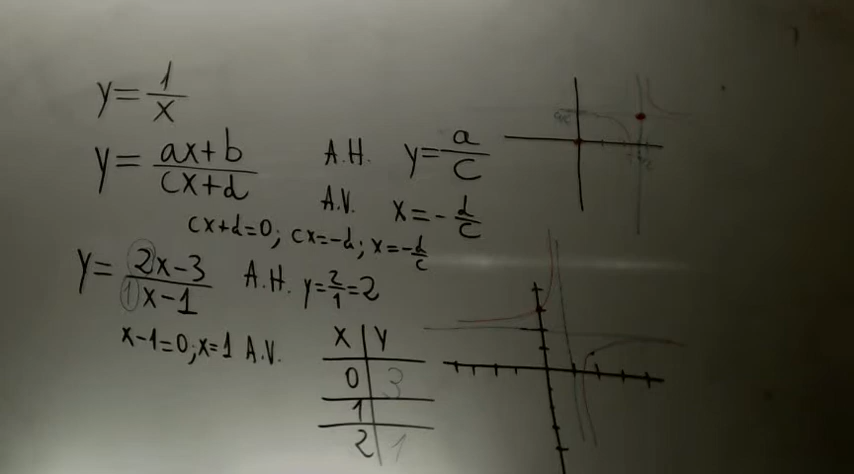 y = 1/x
y = (ax+b)/(cx+d) A.H. y = a/c
A.V. x = -d/c
cx+d=0; cx=-d; x=-d/c
y = (2x-3)/(1x-1) A.H. y = 2/1 = 2
x-1=0; x=1 A.V.
x | y
0 | 3
1 |
2 | 1